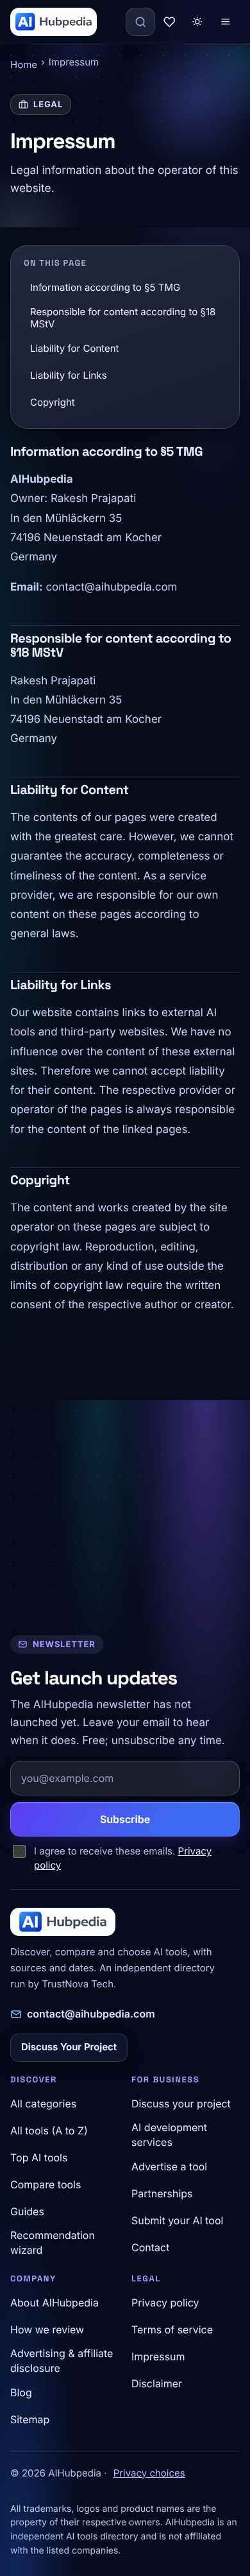 AI Hubpedia
Home › Impressum
LEGAL
Impressum
Legal information about the operator of this
website.
ON THIS PAGE
Information according to §5 TMG
Responsible for content according to §18
MStV
Liability for Content
Liability for Links
Copyright
Information according to §5 TMG
AIHubpedia
Owner: Rakesh Prajapati
In den Mühläckern 35
74196 Neuenstadt am Kocher
Germany
Email: contact@aihubpedia.com
Responsible for content according to
§18 MStV
Rakesh Prajapati
In den Mühläckern 35
74196 Neuenstadt am Kocher
Germany
Liability for Content
The contents of our pages were created
with the greatest care. However, we cannot
guarantee the accuracy, completeness or
timeliness of the content. As a service
provider, we are responsible for our own
content on these pages according to
general laws.
Liability for Links
Our website contains links to external AI
tools and third-party websites. We have no
influence over the content of these external
sites. Therefore we cannot accept liability
for their content. The respective provider or
operator of the pages is always responsible
for the content of the linked pages.
Copyright
The content and works created by the site
operator on these pages are subject to
copyright law. Reproduction, editing,
distribution or any kind of use outside the
limits of copyright law require the written
consent of the respective author or creator.
NEWSLETTER
Get launch updates
The AIHubpedia newsletter has not
launched yet. Leave your email to hear
when it does. Free; unsubscribe any time.
you@example.com
Subscribe
I agree to receive these emails. Privacy
policy
AI Hubpedia
Discover, compare and choose AI tools, with
sources and dates. An independent directory
run by TrustNova Tech.
contact@aihubpedia.com
Discuss Your Project
DISCOVER
All categories
All tools (A to Z)
Top AI tools
Compare tools
Guides
Recommendation
wizard
FOR BUSINESS
Discuss your project
AI development
services
Advertise a tool
Partnerships
Submit your AI tool
Contact
COMPANY
About AIHubpedia
How we review
Advertising & affiliate
disclosure
Blog
Sitemap
LEGAL
Privacy policy
Terms of service
Impressum
Disclaimer
© 2026 AIHubpedia · Privacy choices
All trademarks, logos and product names are the
property of their respective owners. AIHubpedia is an
independent AI tools directory and is not affiliated
with the listed companies.